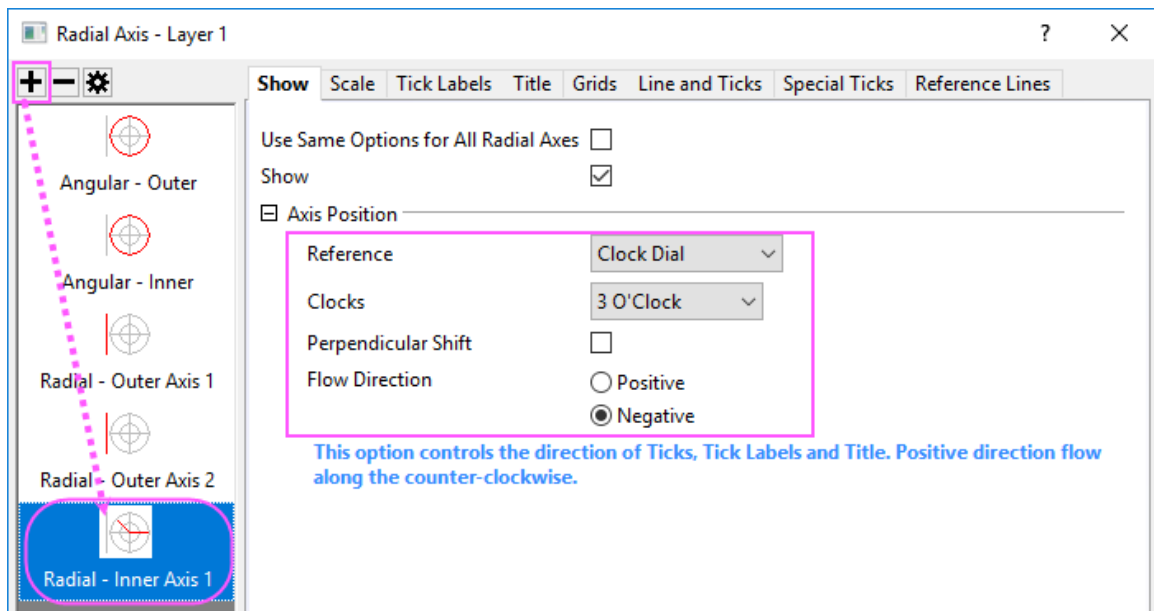 Radial Axis - Layer 1
?
Show Scale Tick Labels Title Grids Line and Ticks Special Ticks Reference Lines
Angular - Outer
Angular - Inner
Radial - Outer Axis 1
Radial - Outer Axis 2
Radial - Inner Axis 1
Use Same Options for All Radial Axes
Show
Axis Position
Reference Clock Dial
Clocks 3 O'Clock
Perpendicular Shift
Flow Direction Positive
Negative
This option controls the direction of Ticks, Tick Labels and Title. Positive direction flow
along the counter-clockwise.